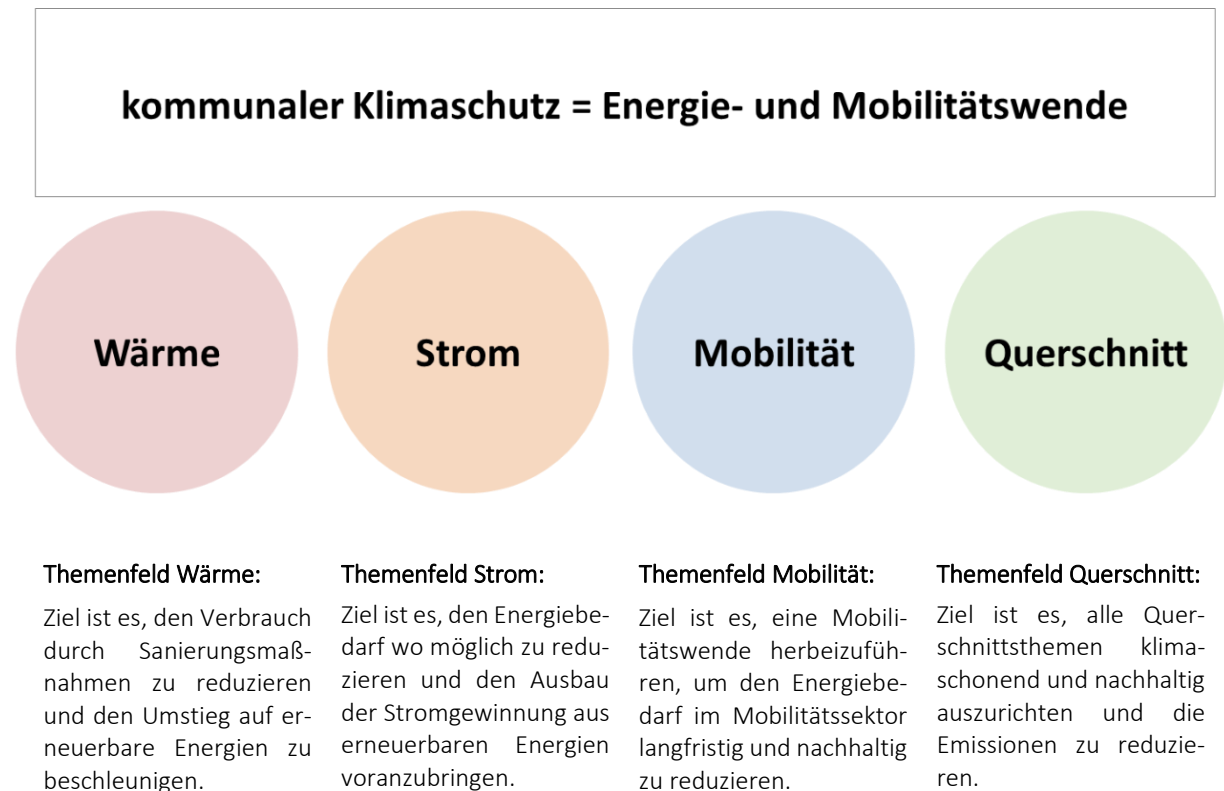 kommunaler Klimaschutz = Energie- und Mobilitätswende
Wärme
Strom
Mobilität
Querschnitt
Themenfeld Wärme:
Ziel ist es, den Verbrauch
durch Sanierungsmaß-
nahmen zu reduzieren
und den Umstieg auf er-
neuerbare Energien zu
beschleunigen.
Themenfeld Strom:
Ziel ist es, den Energiebe-
darf wo möglich zu redu-
zieren und den Ausbau
der Stromgewinnung aus
erneuerbaren Energien
voranzubringen.
Themenfeld Mobilität:
Ziel ist es, eine Mobili-
tätswende herbeizufüh-
ren, um den Energiebe-
darf im Mobilitätssektor
langfristig und nachhaltig
zu reduzieren.
Themenfeld Querschnitt:
Ziel ist es, alle Quer-
schnittsthemen klima-
schonend und nachhaltig
auszurichten und die
Emissionen zu reduzie-
ren.